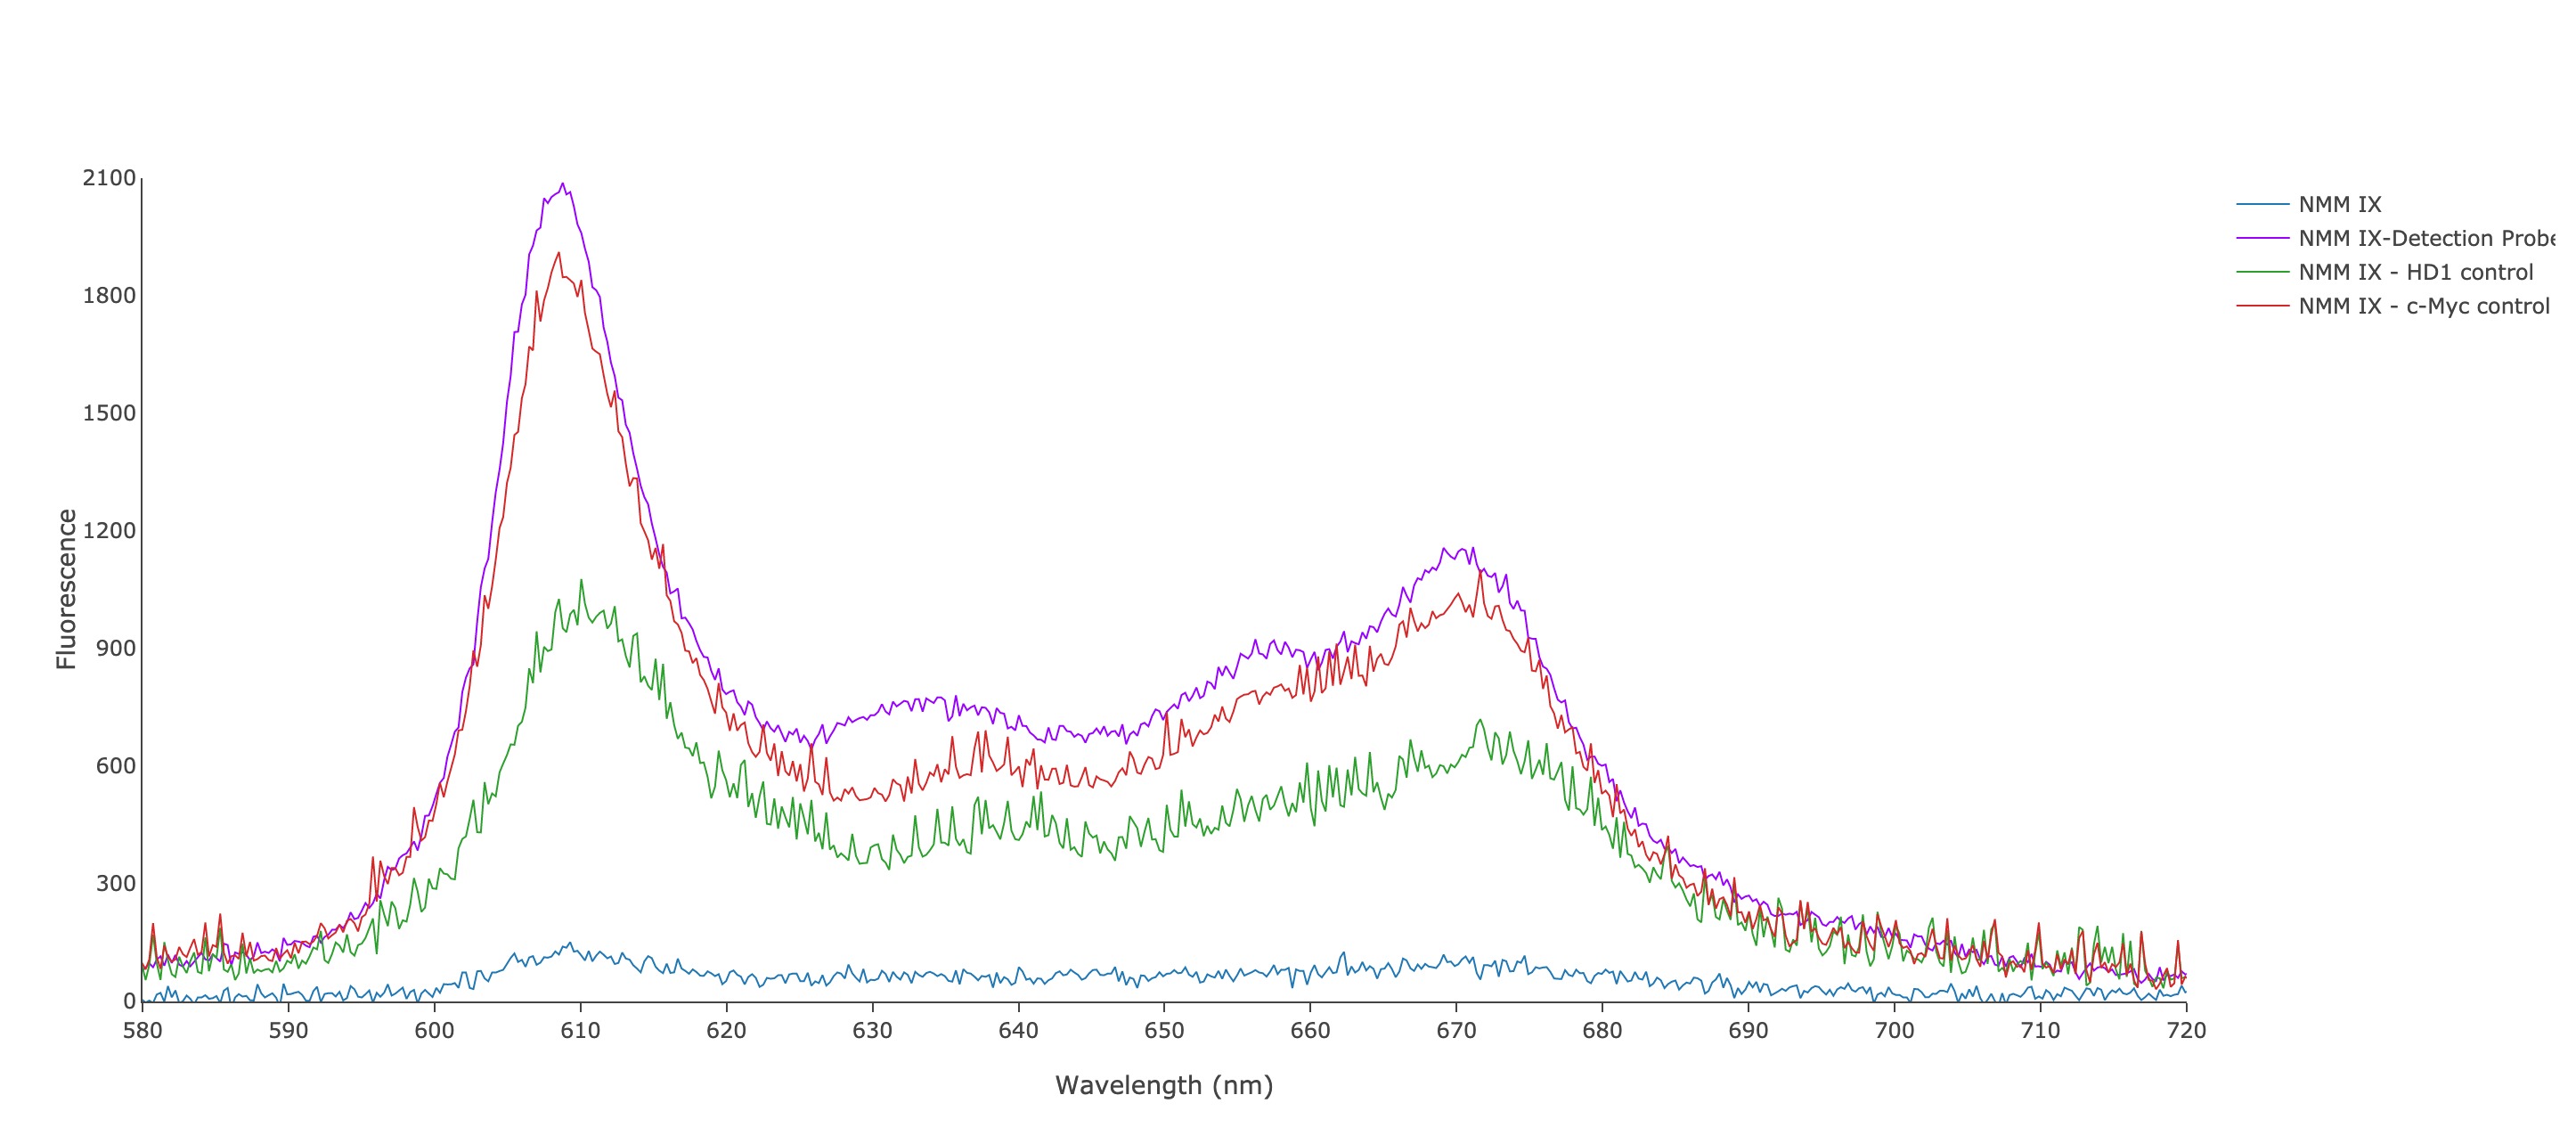 2100
1800
1500
1200
900
600
300
0
Fluorescence
580 590 600 610 620 630 640 650 660 670 680 690 700 710 720
Wavelength (nm)
NMM IX
NMM IX-Detection Probe
NMM IX - HD1 control
NMM IX - c-Myc control